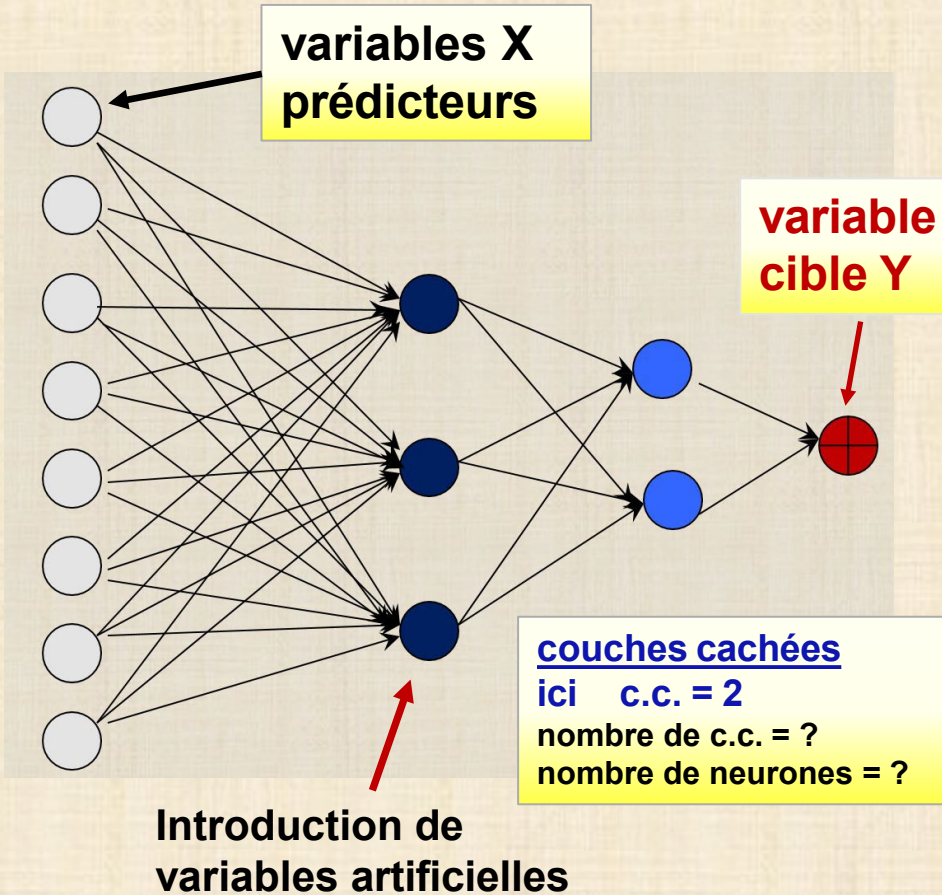 variables X
prédicteurs
variable
cible Y
couches cachées
ici c.c. = 2
nombre de c.c. = ?
nombre de neurones = ?
Introduction de
variables artificielles